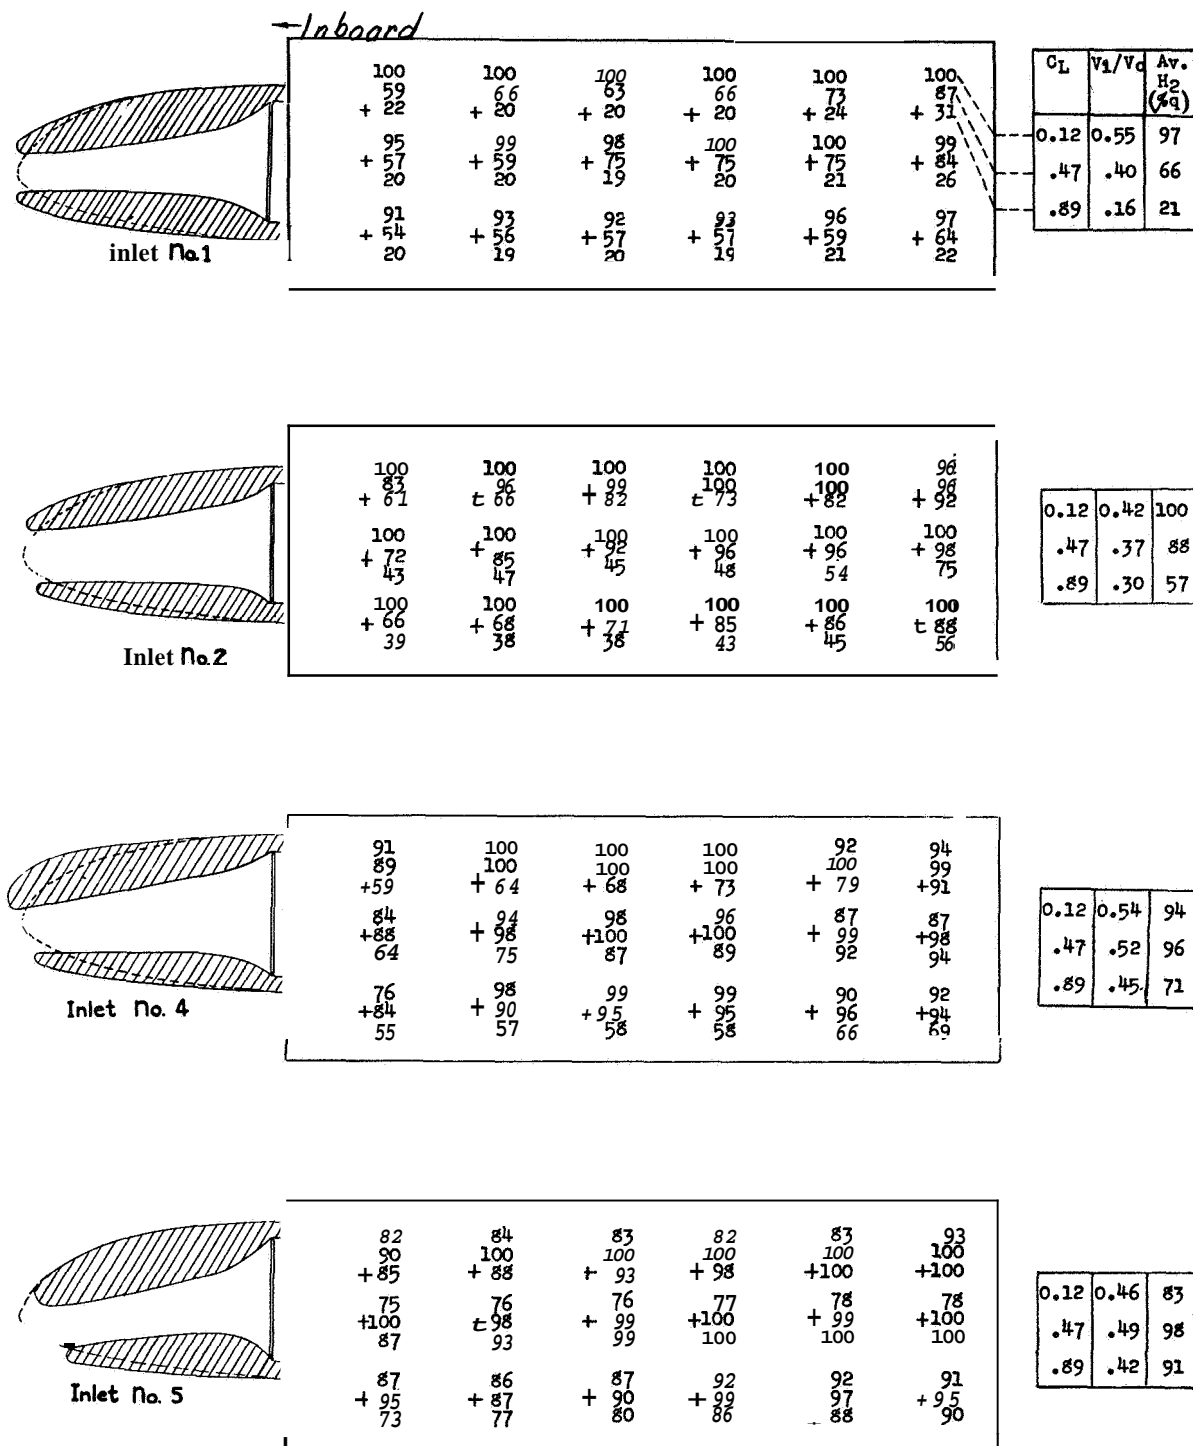 ←Inboard
100 100 100 100 100 100
59 66 63 66 73 87
+ 22 + 20 + 20 + 20 + 24 + 31
95 99 98 100 100 99
+ 57 + 59 + 75 + 75 + 75 + 84
20 20 19 20 21 26
91 93 92 93 96 97
+ 54 + 56 + 57 + 57 + 59 + 64
20 19 20 19 21 22
inlet No.1
CL V1/V0 Av. H2 (%q)
0.12 0.55 97
.47 .40 66
.89 .16 21
100 100 100 100 100 96
83 96 99 100 100 96
+ 61 t 66 + 82 t 73 + 82 + 92
100 100 100 100 100 100
+ 72 + 85 + 92 + 96 + 96 + 98
43 47 45 48 54 75
100 100 100 100 100 100
+ 66 + 68 + 71 + 85 + 86 t 88
39 38 38 43 45 56
Inlet No.2
0.12 0.42 100
.47 .37 88
.89 .30 57
91 100 100 100 92 94
89 100 100 100 100 99
+59 + 64 + 68 + 73 + 79 +91
84 94 98 96 87 87
+88 + 98 +100 +100 + 99 +98
64 75 87 89 92 94
76 98 99 99 90 92
+84 + 90 +95 + 95 + 96 +94
55 57 58 58 66 69
Inlet No. 4
0.12 0.54 94
.47 .52 96
.89 .45 71
82 84 83 82 83 93
90 100 100 100 100 100
+85 + 88 + 93 + 98 +100 +100
75 76 76 77 78 78
+100 t 98 + 99 +100 + 99 +100
87 93 99 100 100 100
87 86 87 92 92 91
+ 95 + 87 + 90 + 99 97 +95
73 77 80 86 88 90
Inlet No. 5
0.12 0.46 83
.47 .49 98
.89 .42 91